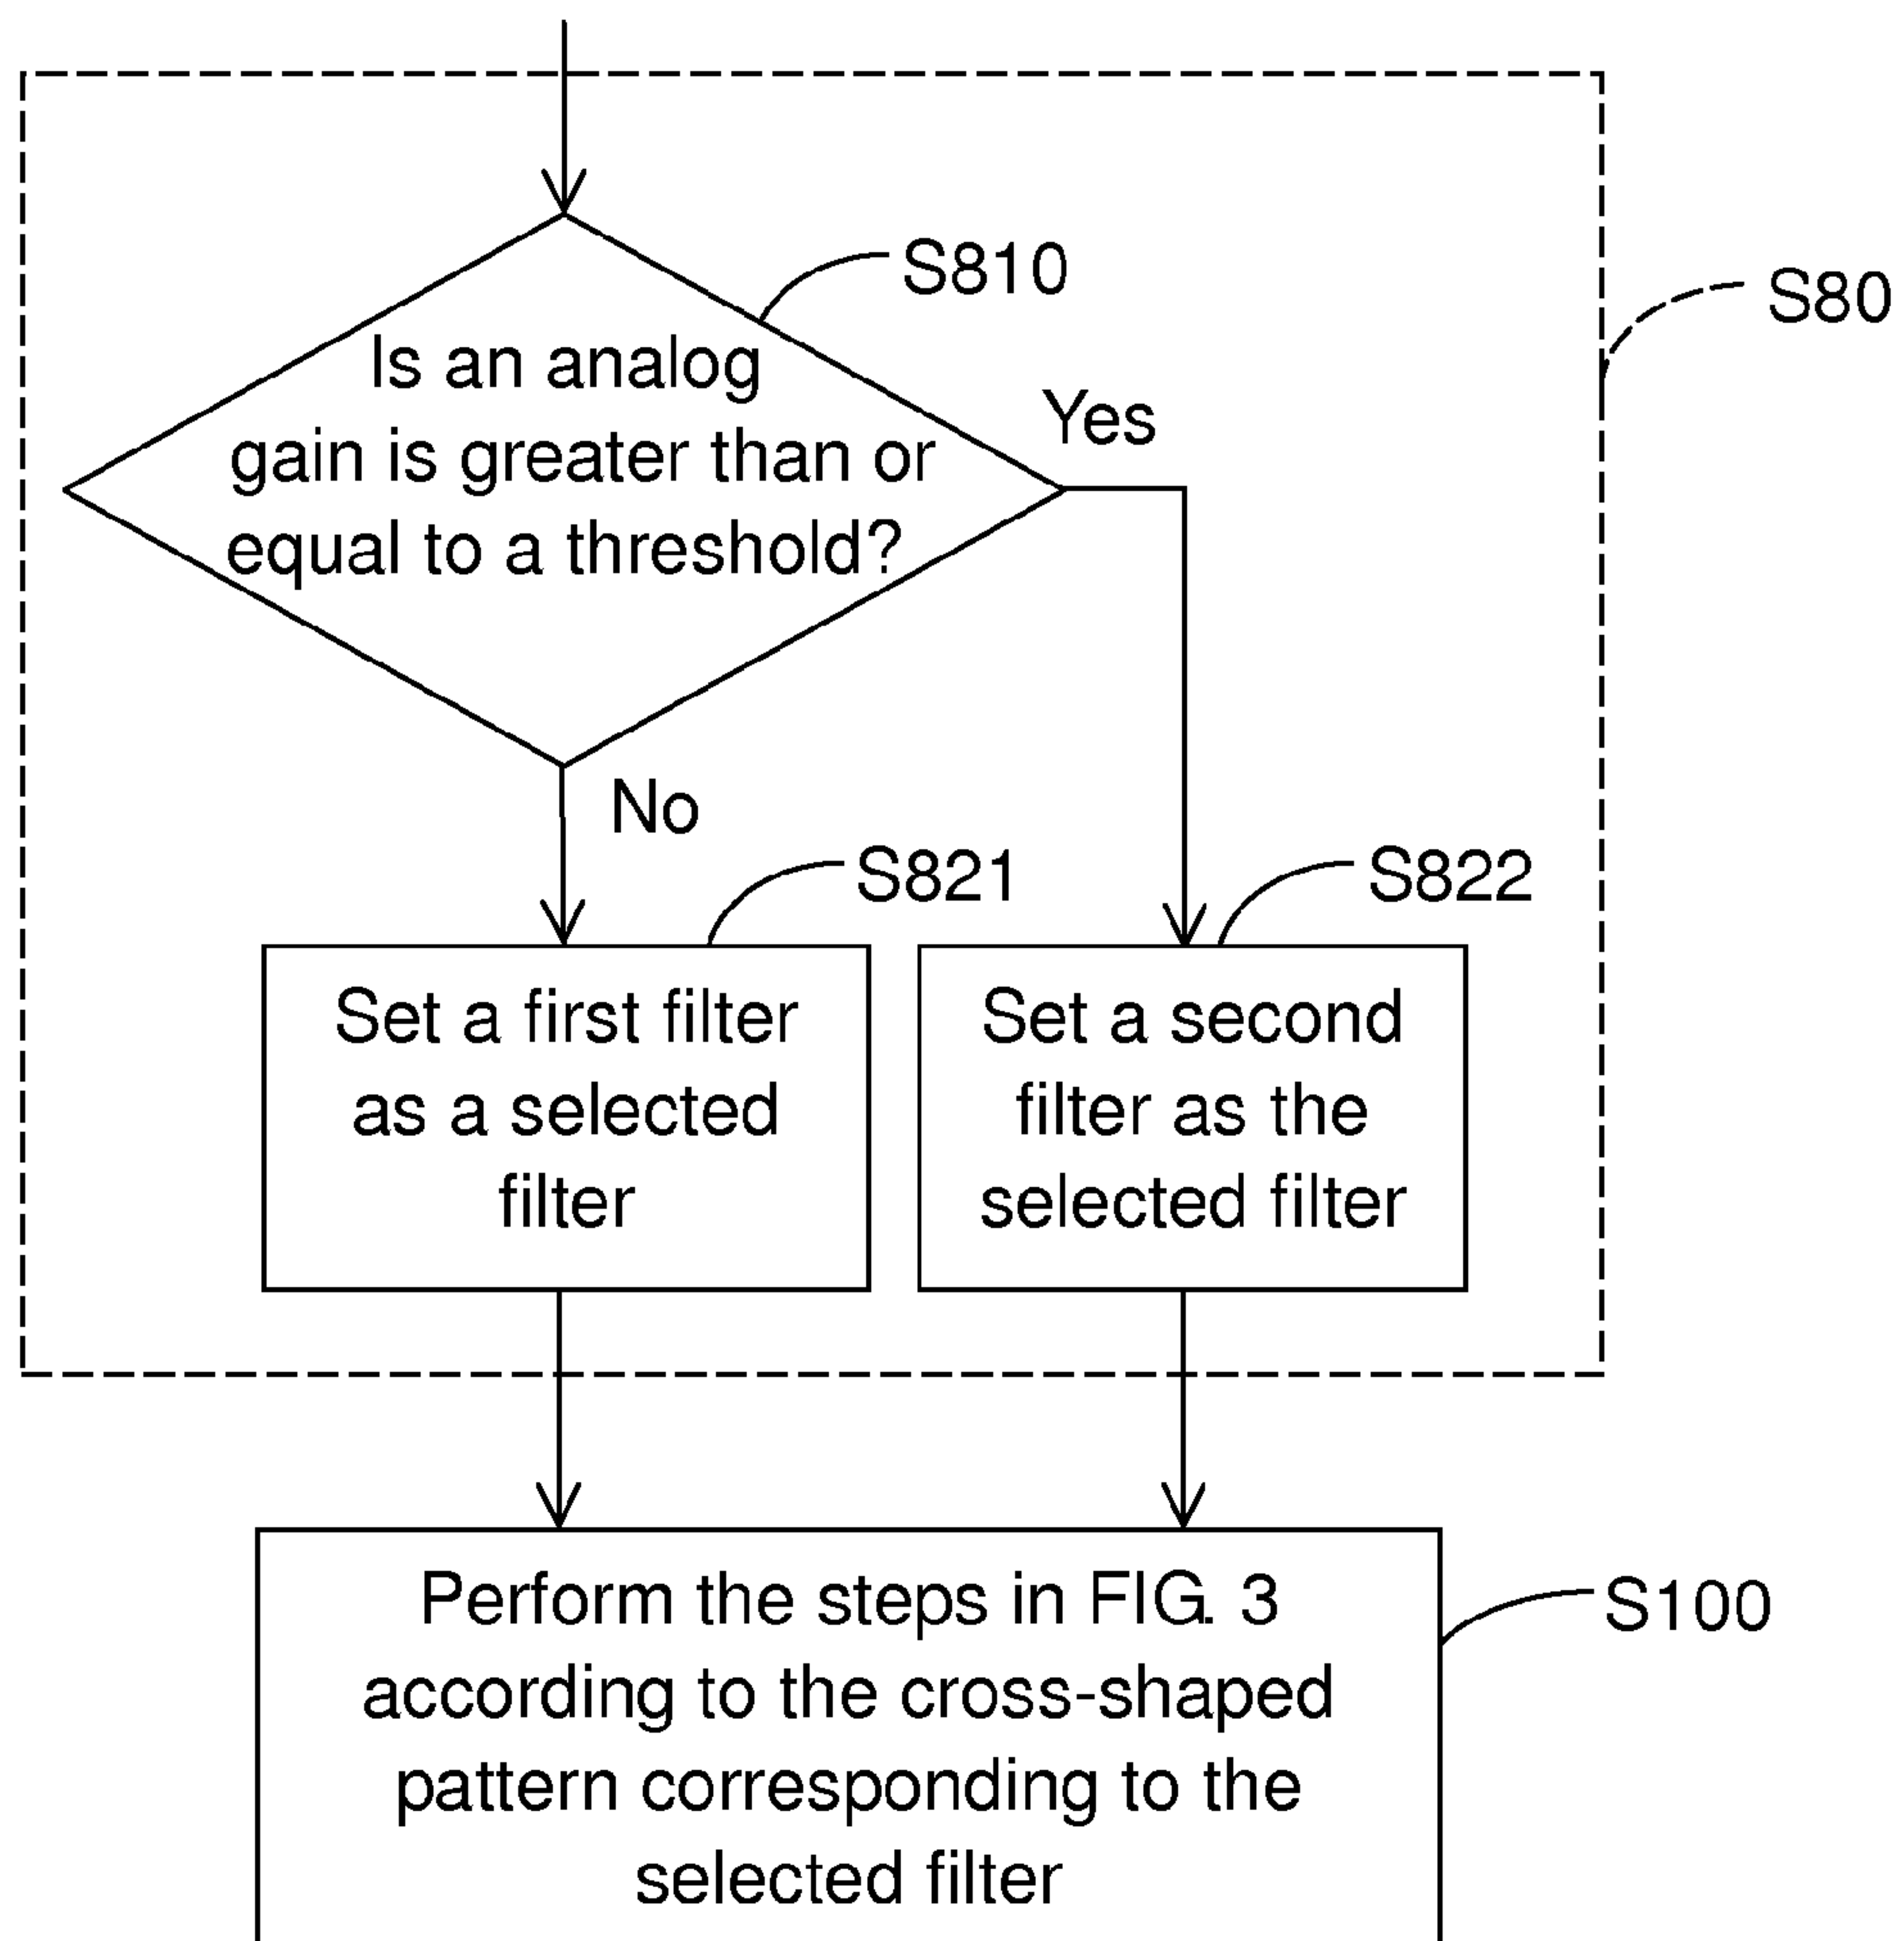 S810
S80
Is an analog
gain is greater than or
equal to a threshold?
Yes
No
S821
S822
Set a first filter
as a selected
filter
Set a second
filter as the
selected filter
Perform the steps in FIG. 3
according to the cross-shaped
pattern corresponding to the
selected filter
S100